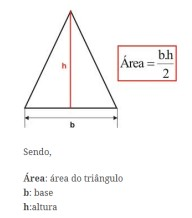 h
Área = b.h / 2
b
Sendo,
Área: área do triângulo
b: base
h:altura